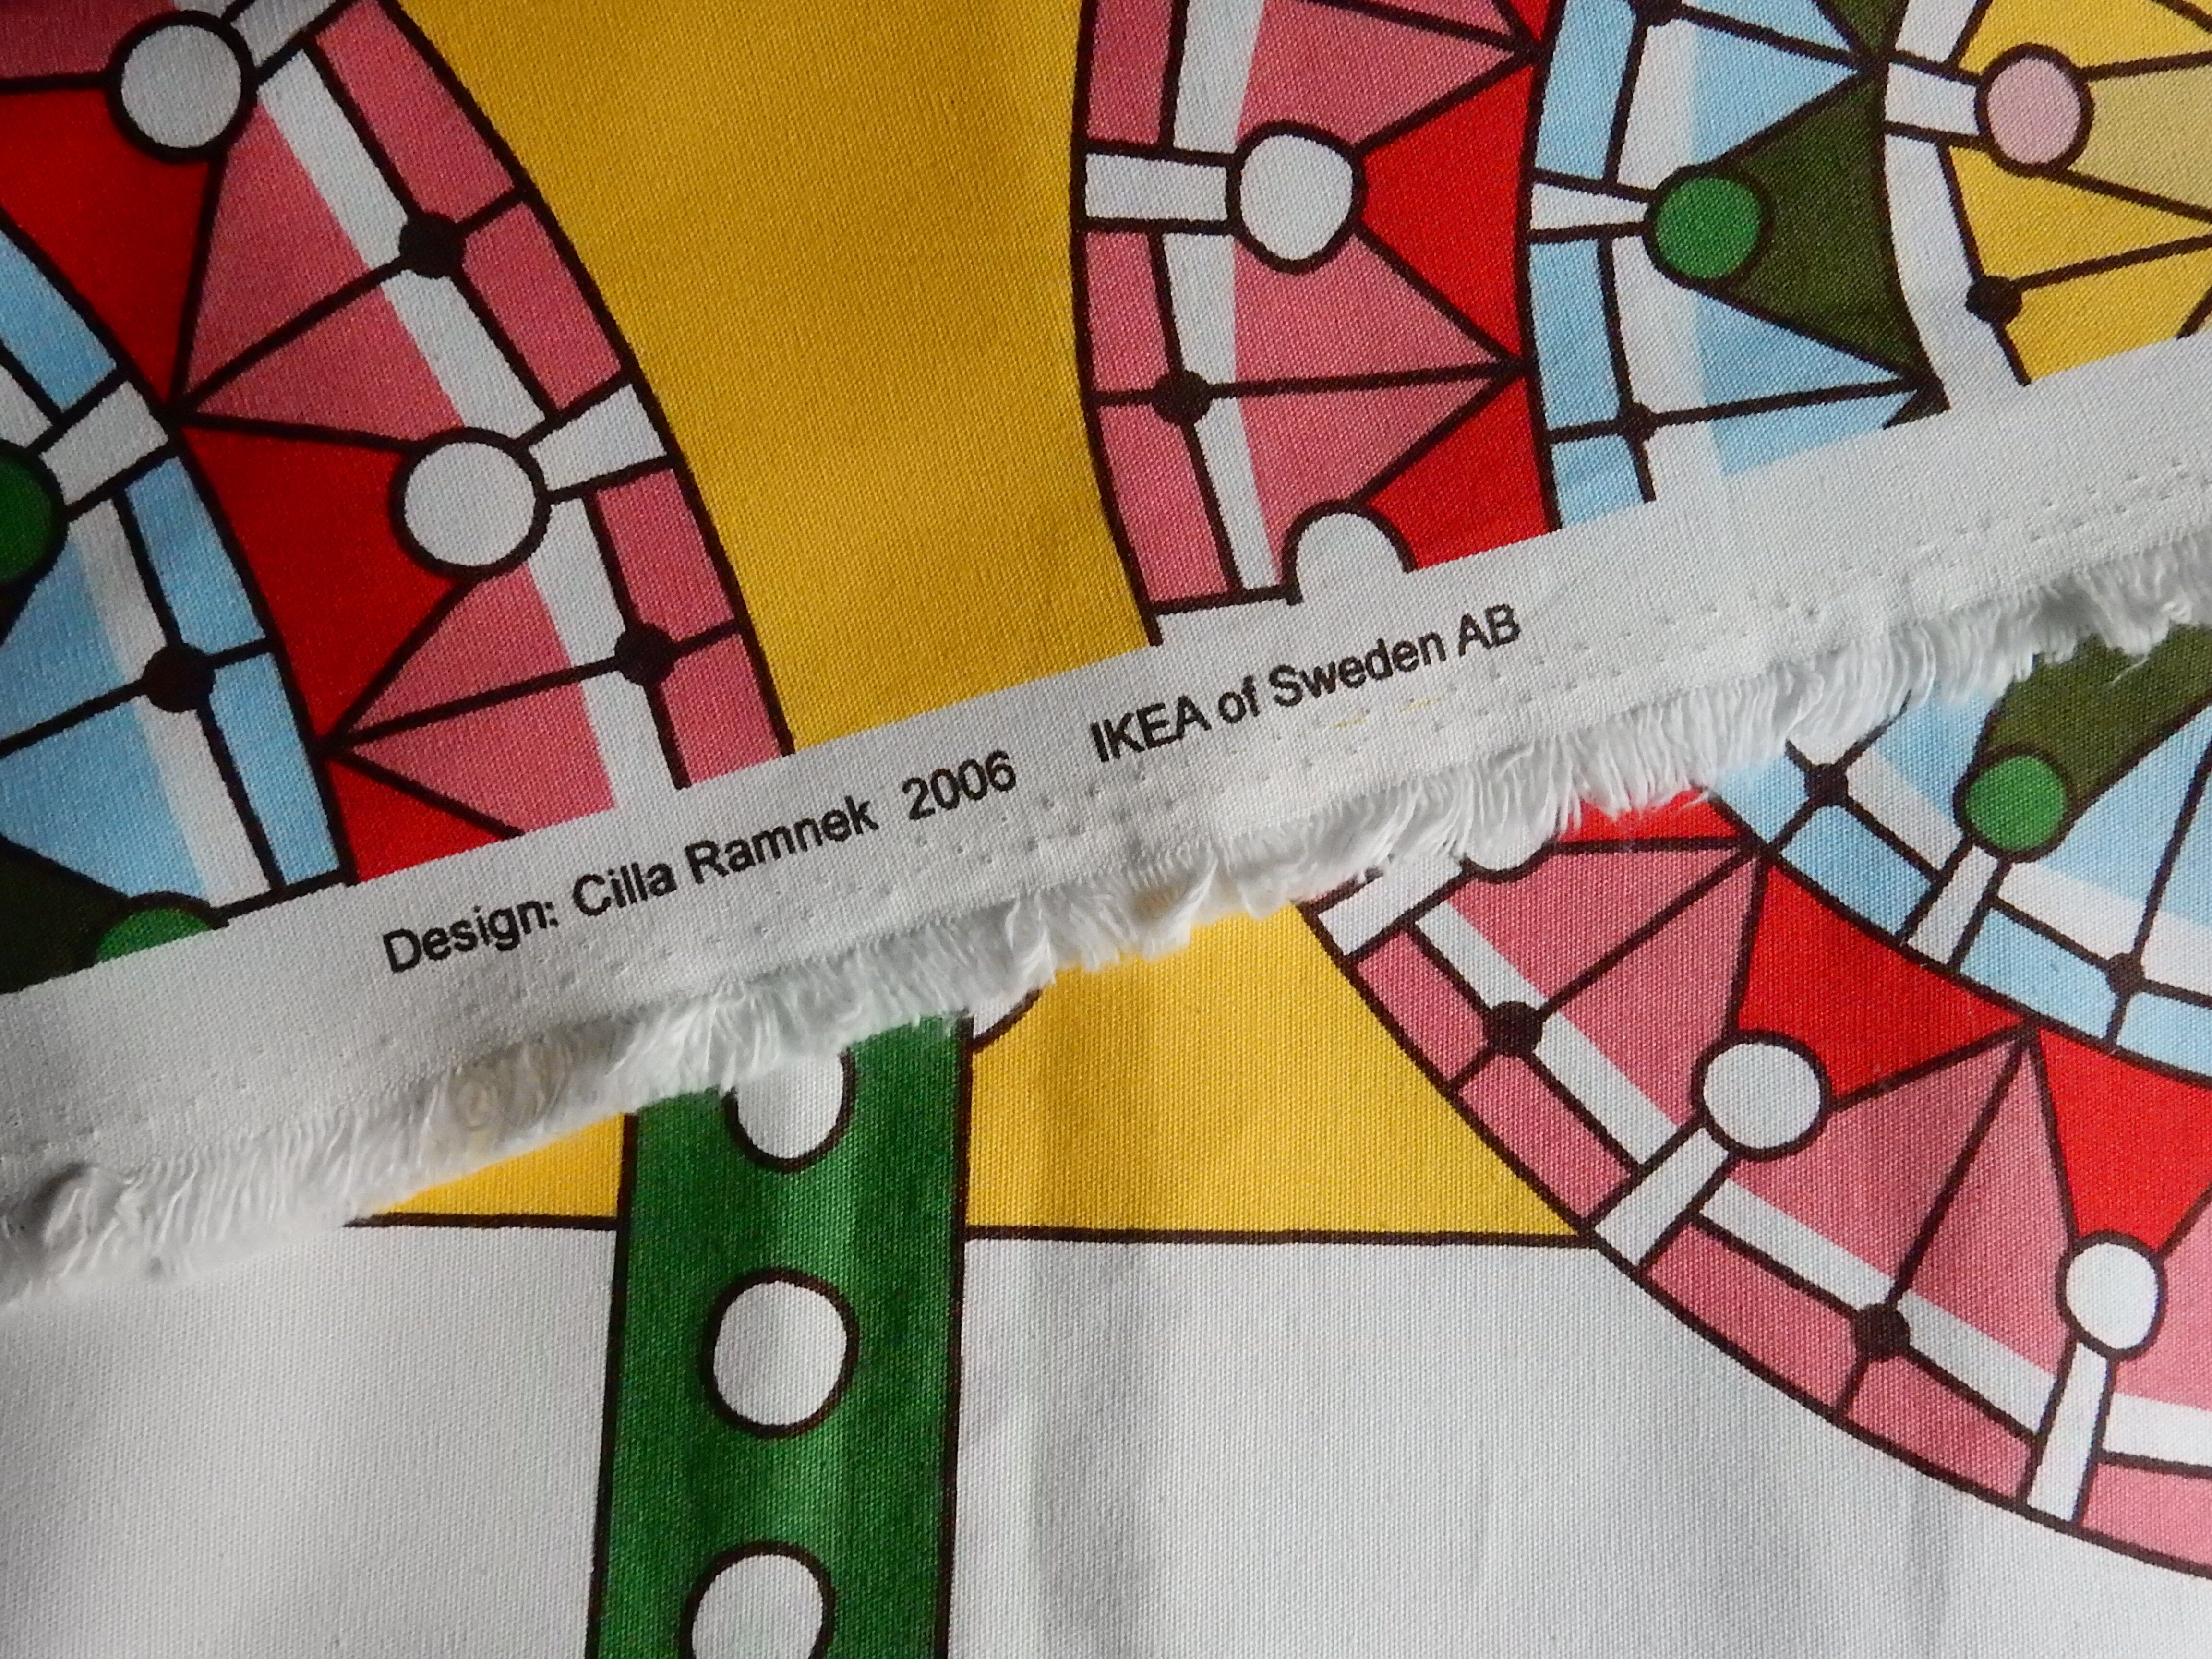 Design: Cilla Ramnek 2006 IKEA of Sweden AB